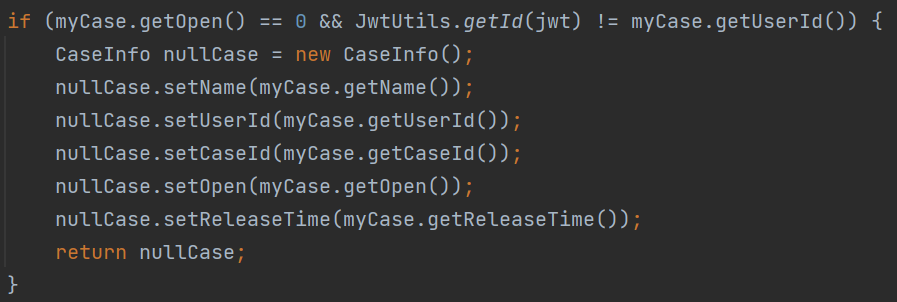 if (myCase.getOpen() == 0 && JwtUtils.getId(jwt) != myCase.getUserId()) {
    CaseInfo nullCase = new CaseInfo();
    nullCase.setName(myCase.getName());
    nullCase.setUserId(myCase.getUserId());
    nullCase.setCaseId(myCase.getCaseId());
    nullCase.setOpen(myCase.getOpen());
    nullCase.setReleaseTime(myCase.getReleaseTime());
    return nullCase;
}